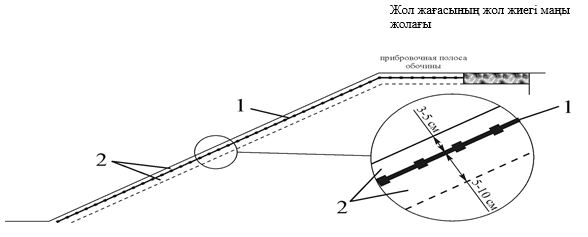 Жол жағасының жол жиегі маңы
жолағы
прибровочная полоса
обочины
1
2
3-5 см
1
5-10 см
2